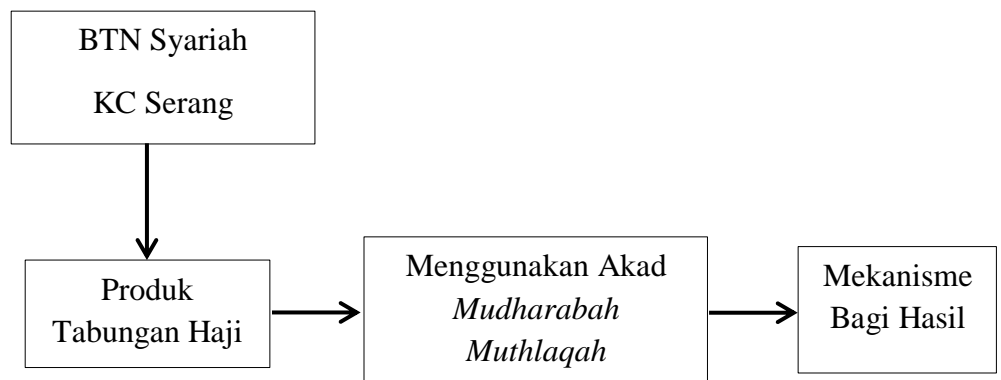 BTN Syariah
KC Serang
Produk
Tabungan Haji
Menggunakan Akad
Mudharabah
Muthlaqah
Mekanisme
Bagi Hasil